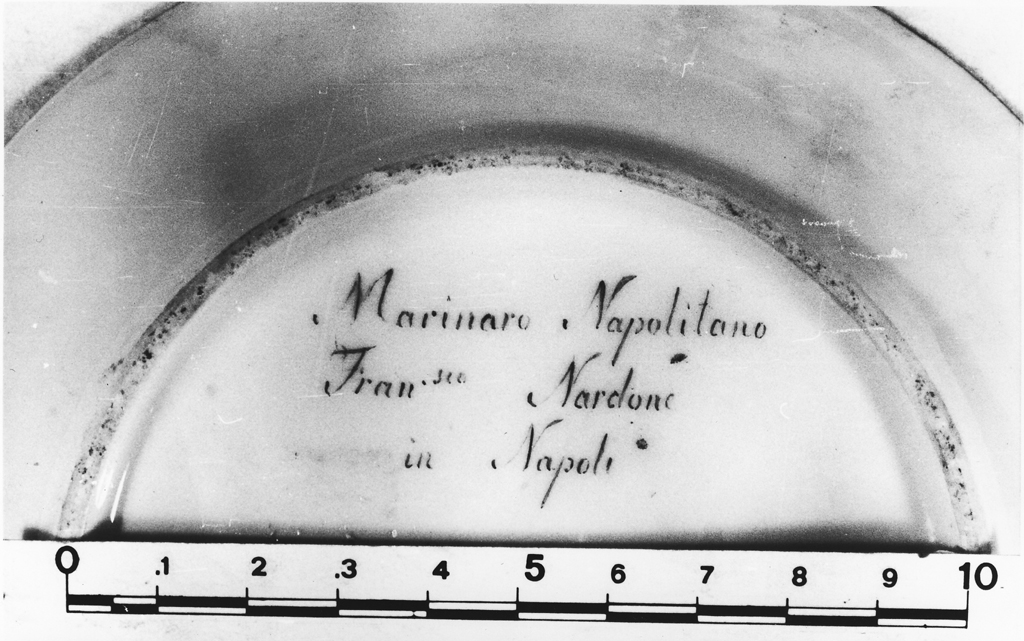 Marinaro Napolitano
Fran.sco Nardone
in Napoli
0 .1 2 .3 4 5 6 7 8 9 10